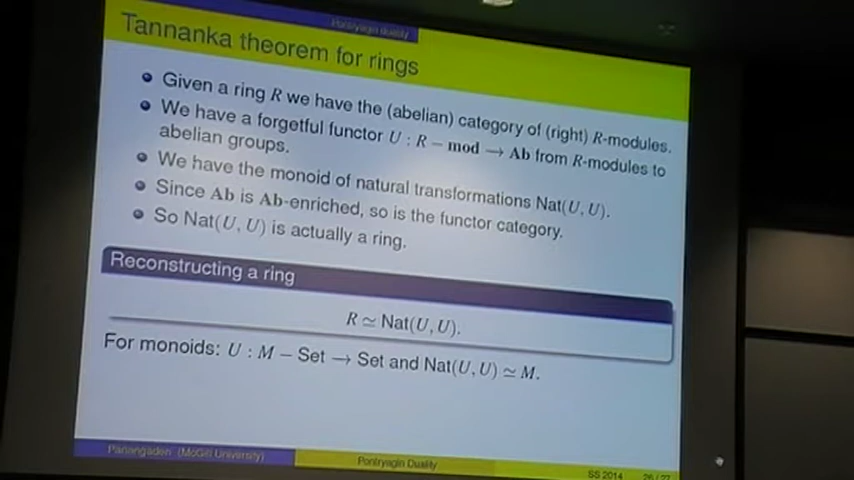 Pontryagin duality
Tannanka theorem for rings
Given a ring R we have the (abelian) category of (right) R-modules.
We have a forgetful functor U : R − mod → Ab from R-modules to
abelian groups.
We have the monoid of natural transformations Nat(U, U).
Since Ab is Ab-enriched, so is the functor category.
So Nat(U, U) is actually a ring.
Reconstructing a ring
R ≃ Nat(U, U).
For monoids: U : M − Set → Set and Nat(U, U) ≃ M.
Panangaden (McGill University)
Pontryagin Duality
SS 2014
26 / 27